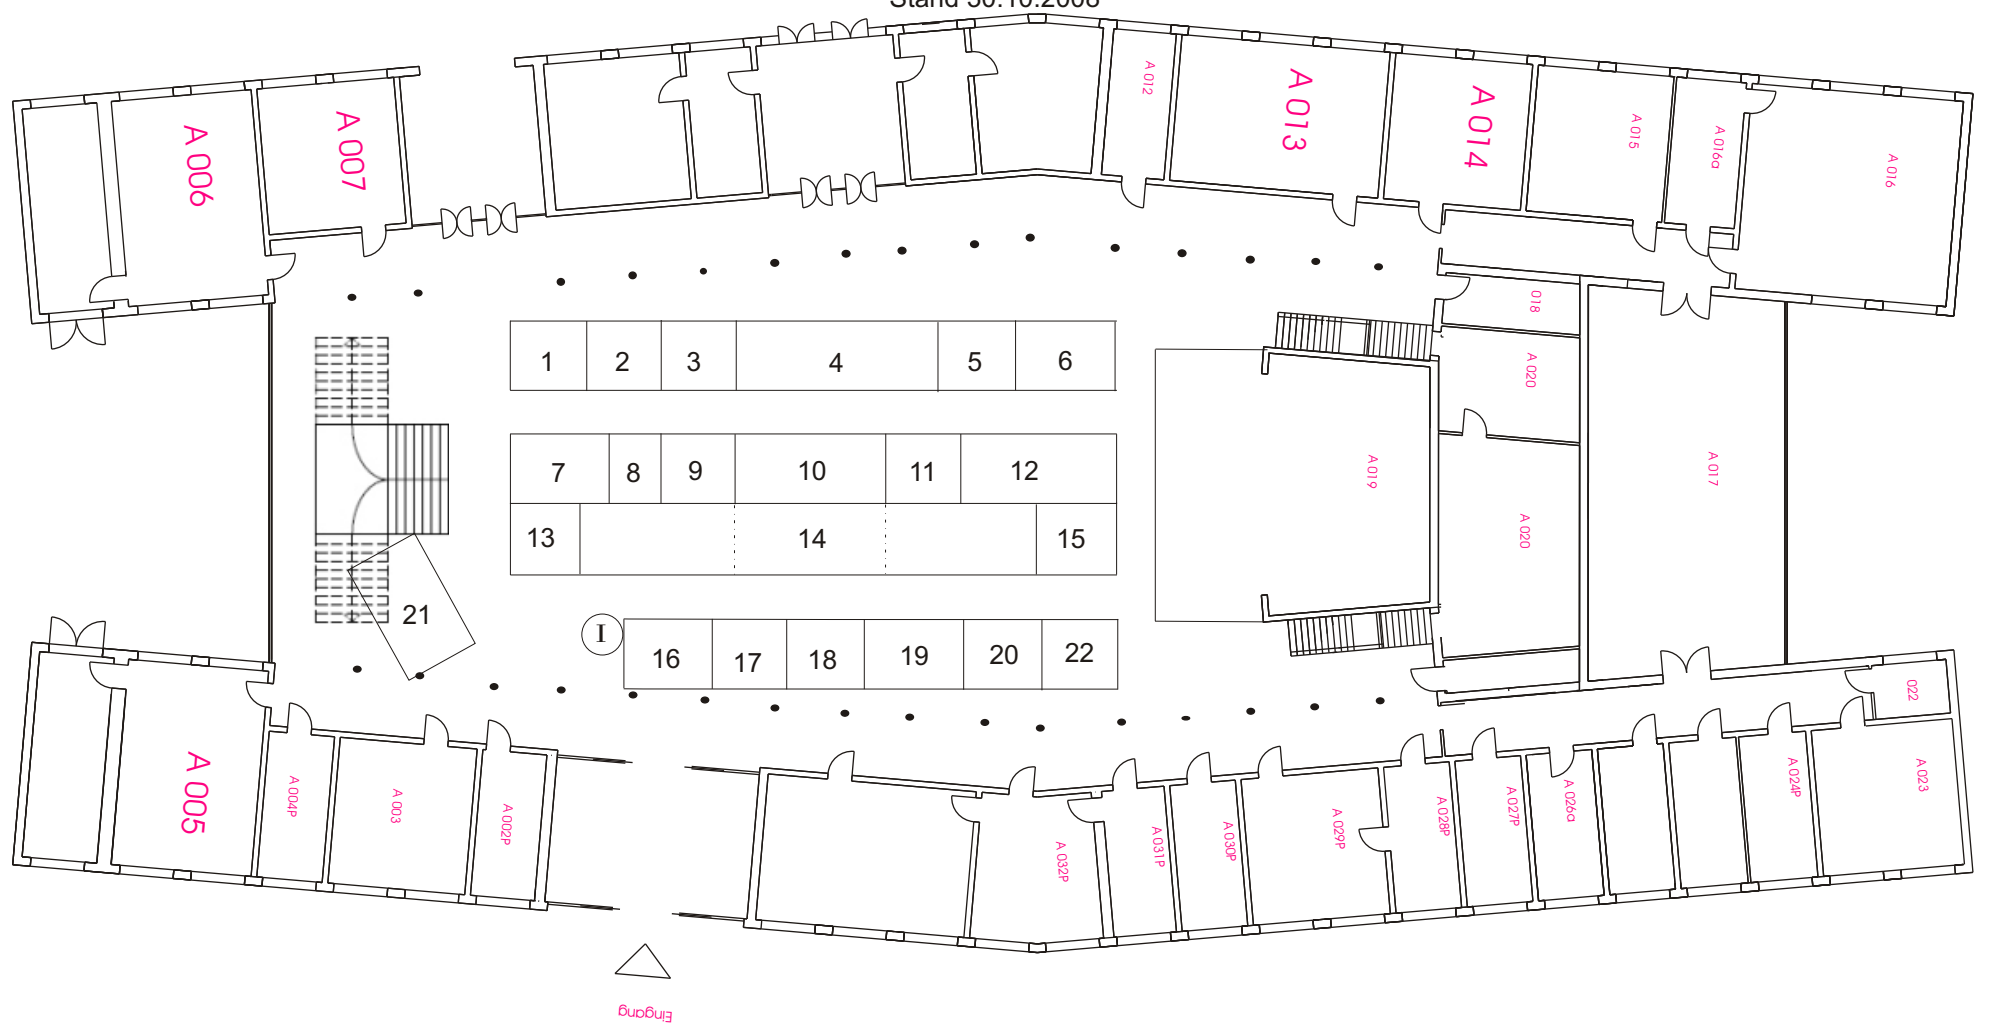 Stand 30.10.2008
A 006
A 007
A 012
A 013
A 014
A 015
A 016a
A 016
018
A 020
A 019
A 020
A 017
1
2
3
4
5
6
7
8
9
10
11
12
13
14
15
21
I
16
17
18
19
20
22
022
A 005
A 004P
A 003
A 002P
A 032P
A 031P
A 030P
A 029P
A 028P
A 027P
A 026a
A 024P
A 023
Eingang